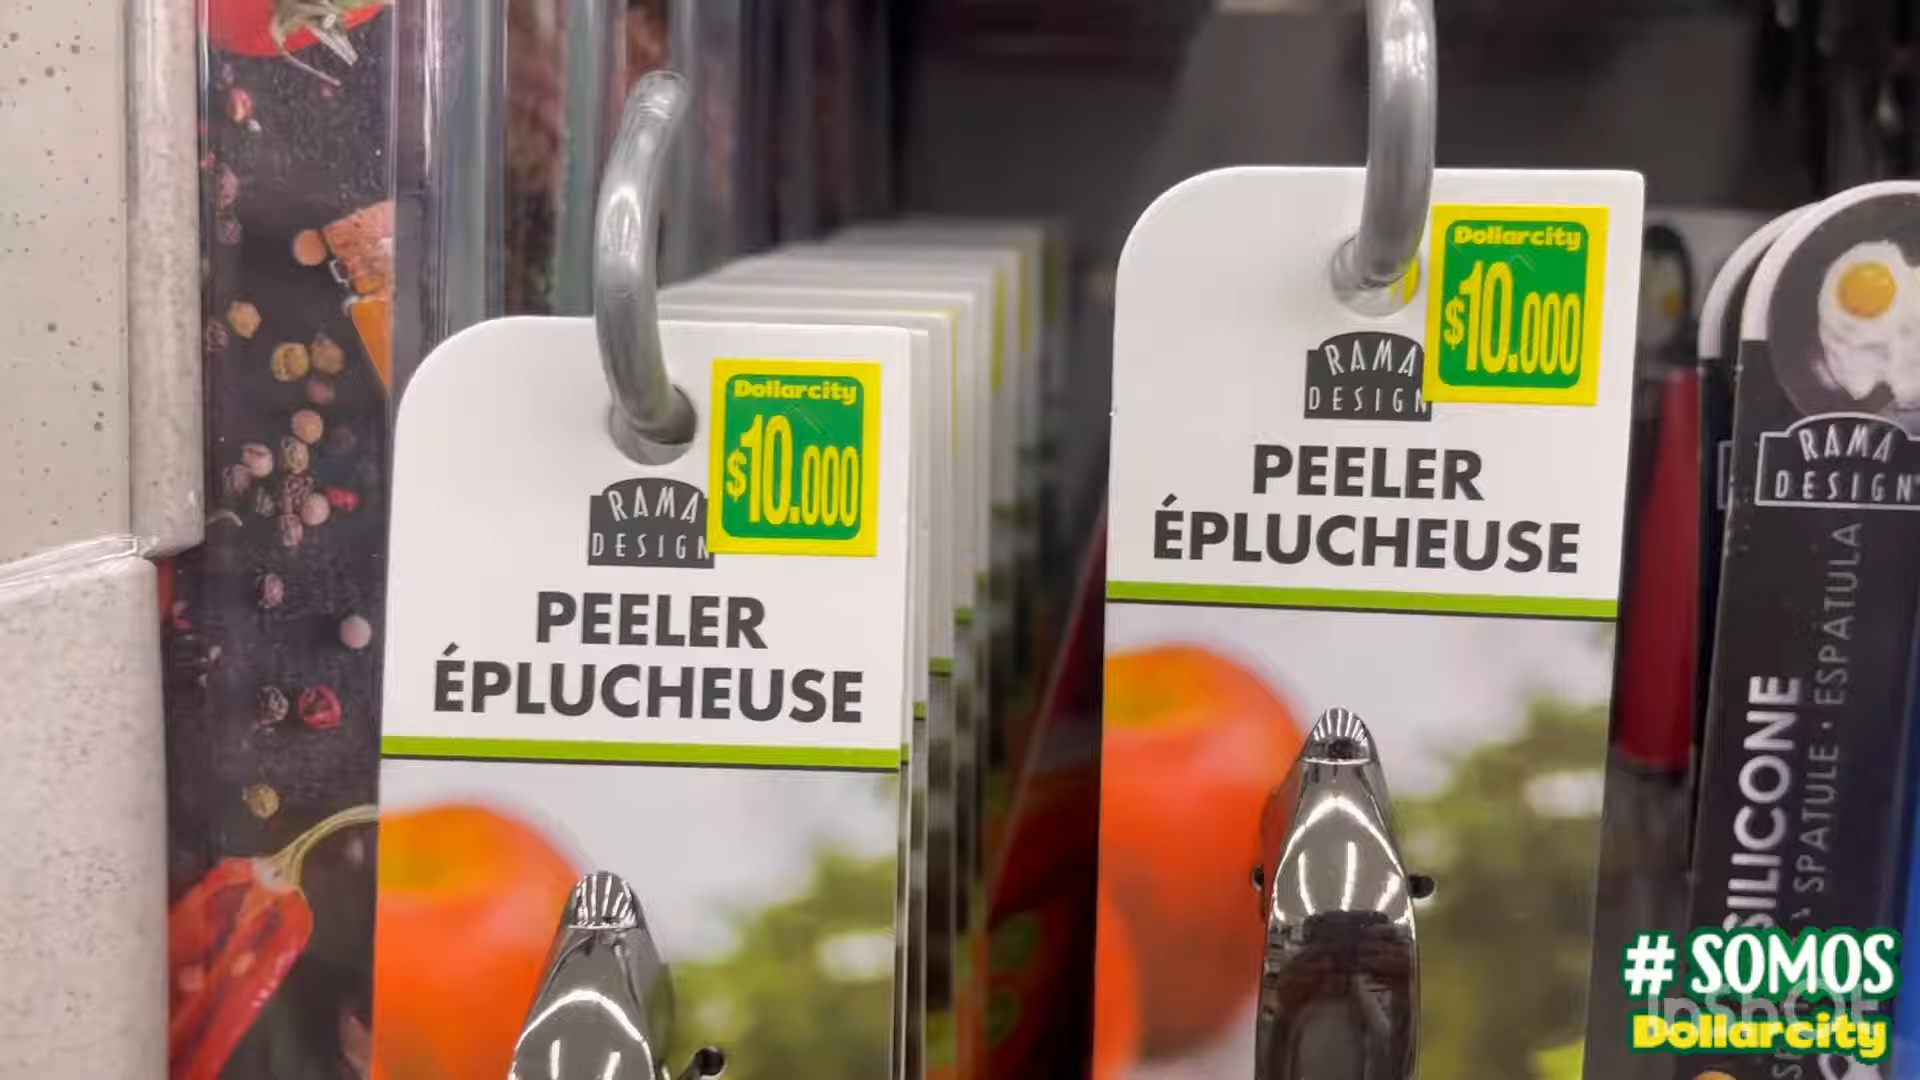 Dollarcity
$10.000
RAMA
DESIGN
PEELER
ÉPLUCHEUSE
Dollarcity
$10.000
RAMA
DESIGN
PEELER
ÉPLUCHEUSE
RAMA
DESIGN
SILICONE
SPATULE · ESPÁTULA
# SOMOS
InShOt
Dollarcity